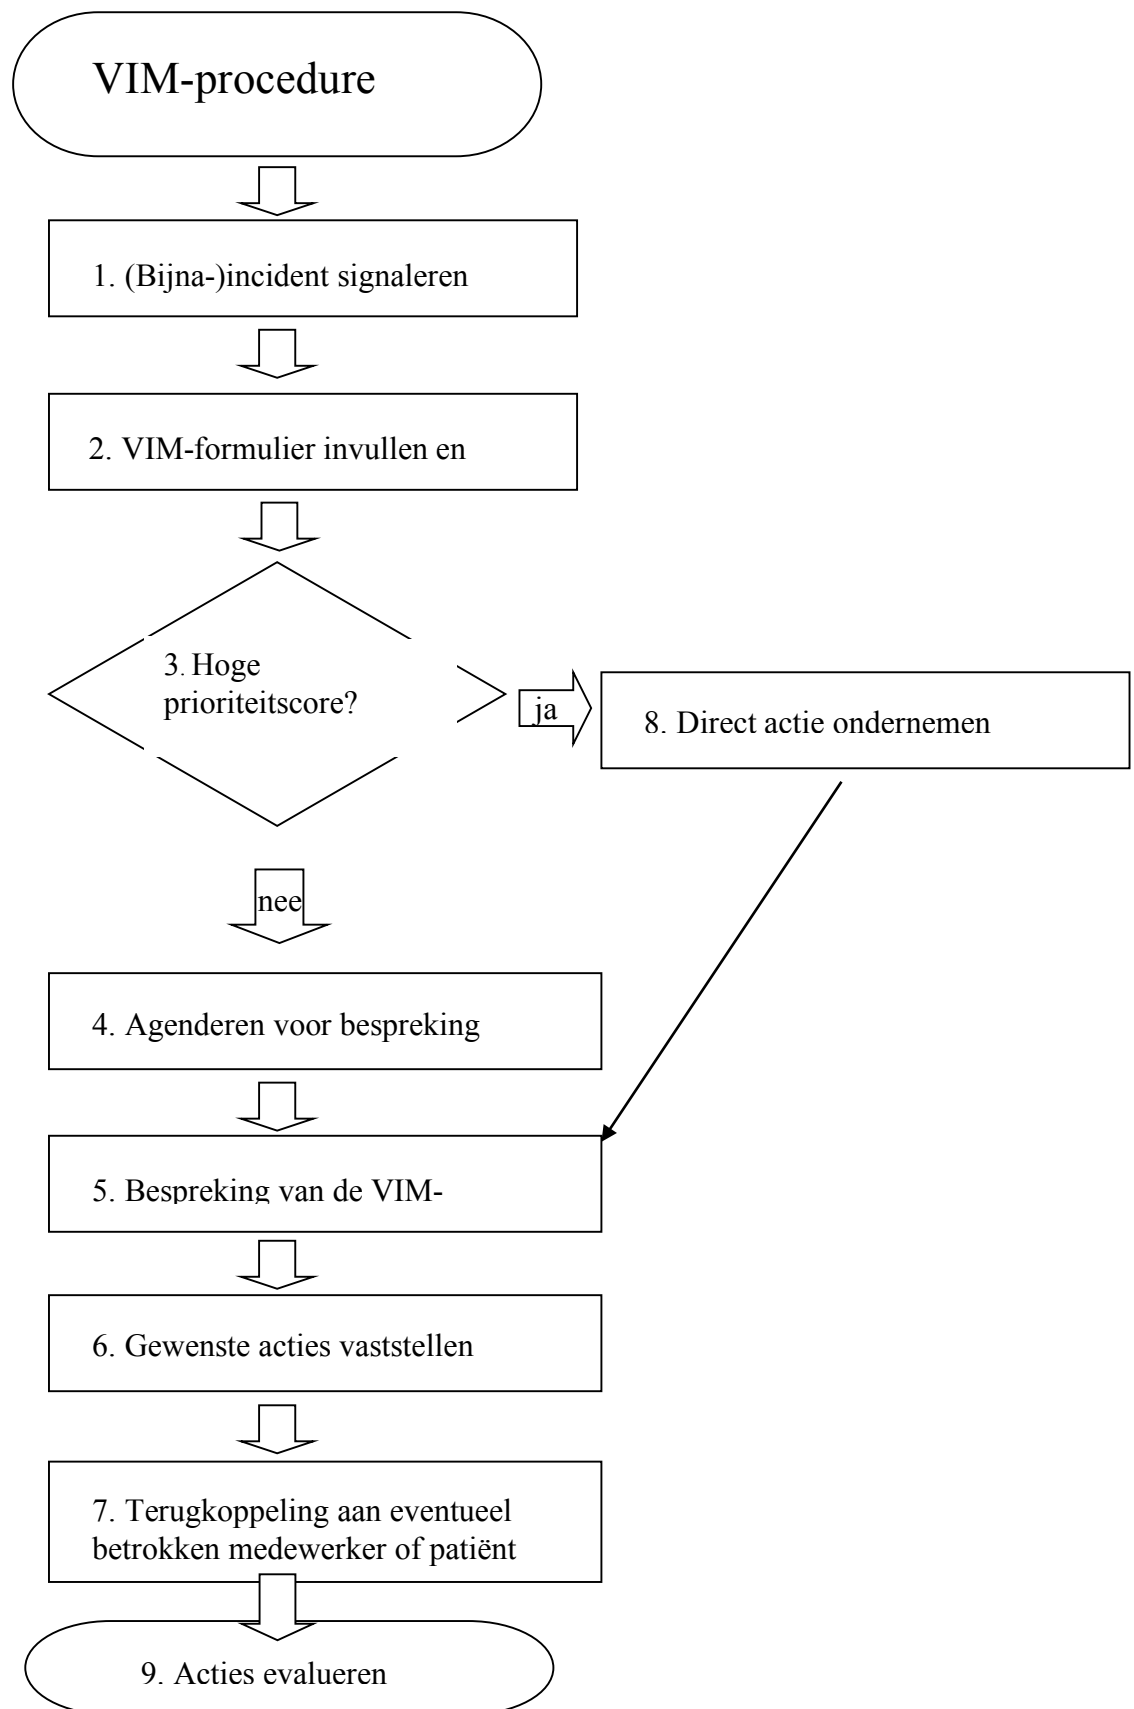 VIM-procedure
1. (Bijna-)incident signaleren
2. VIM-formulier invullen en
3. Hoge
prioriteitscore?
ja
8. Direct actie ondernemen
nee
4. Agenderen voor bespreking
5. Bespreking van de VIM-
6. Gewenste acties vaststellen
7. Terugkoppeling aan eventueel
betrokken medewerker of patiënt
9. Acties evalueren